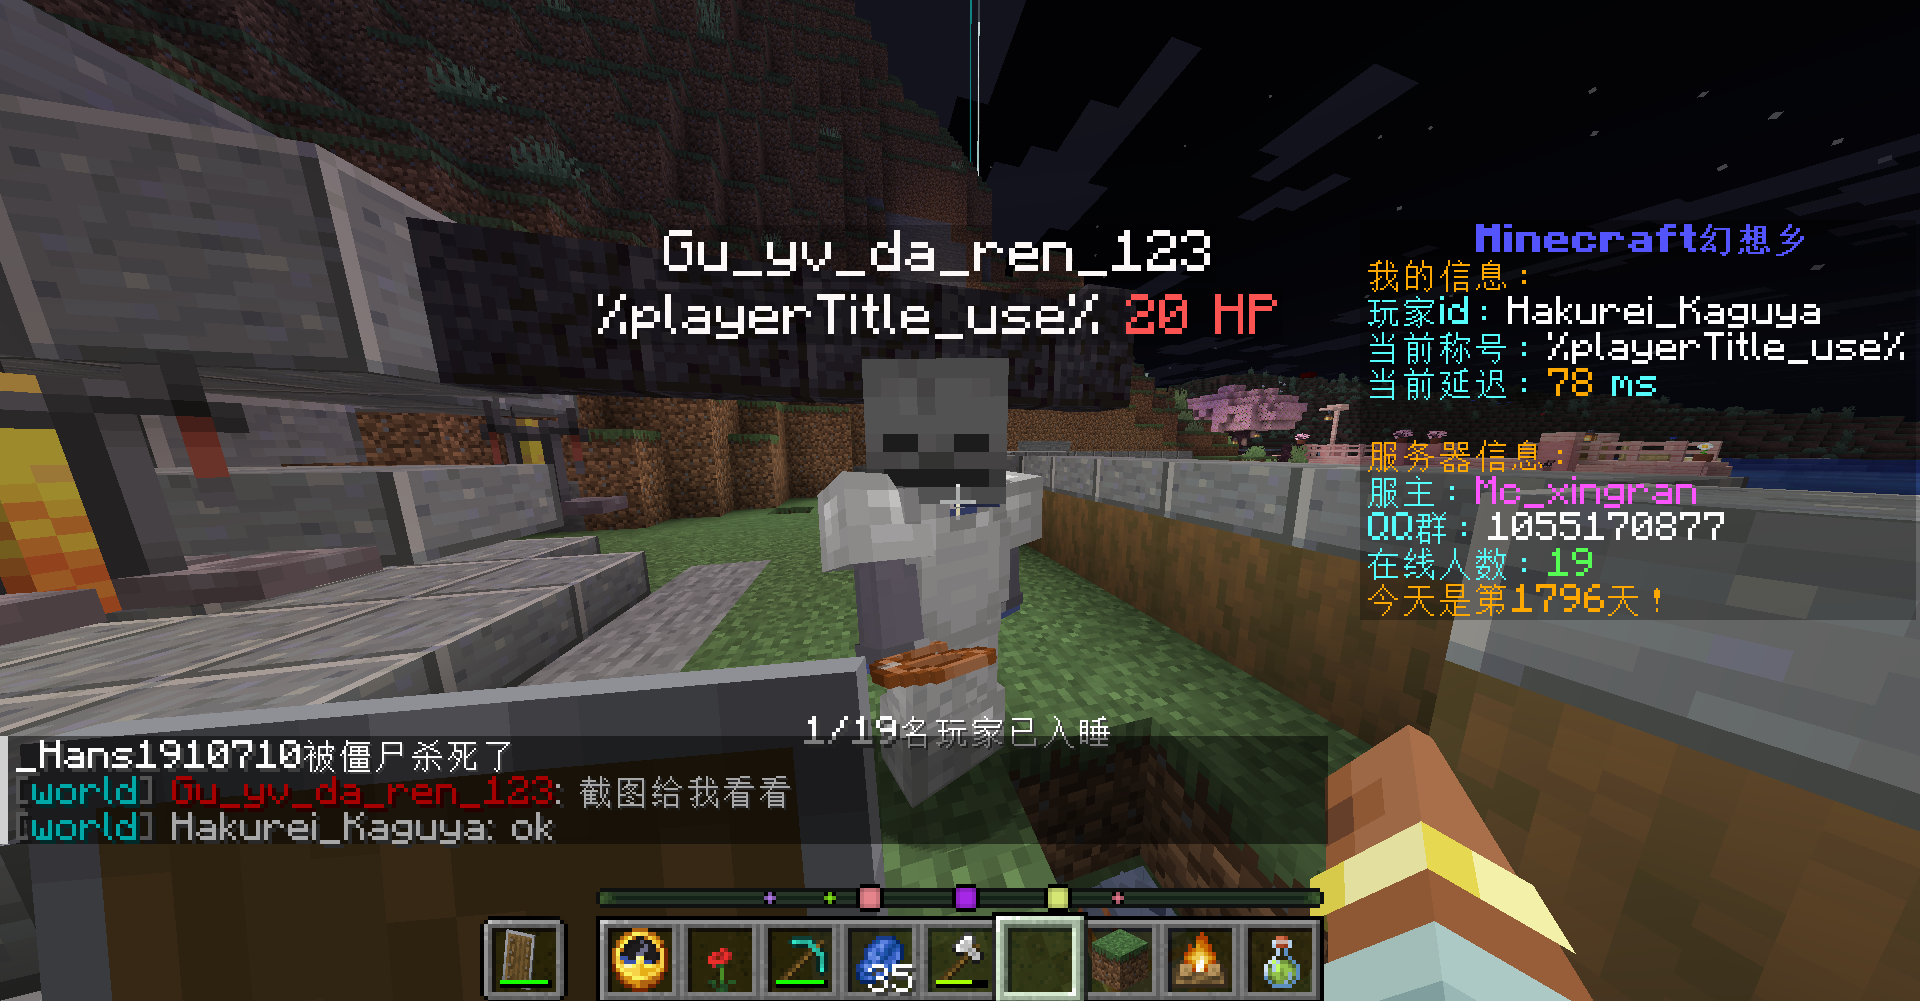 Gu_yv_da_ren_123
%playerTitle_use% 20 HP
Minecraft幻想乡
我的信息：
玩家id：Hakurei_Kaguya
当前称号：%playerTitle_use%
当前延迟：78 ms
服务器信息：
服主：Mc_xingran
QQ群：1055170877
在线人数：19
今天是第1796天！
1/19名玩家已入睡
_Hans1910710被僵尸杀死了
[world] Gu_yv_da_ren_123: 截图给我看看
[world] Hakurei_Kaguya: ok
35